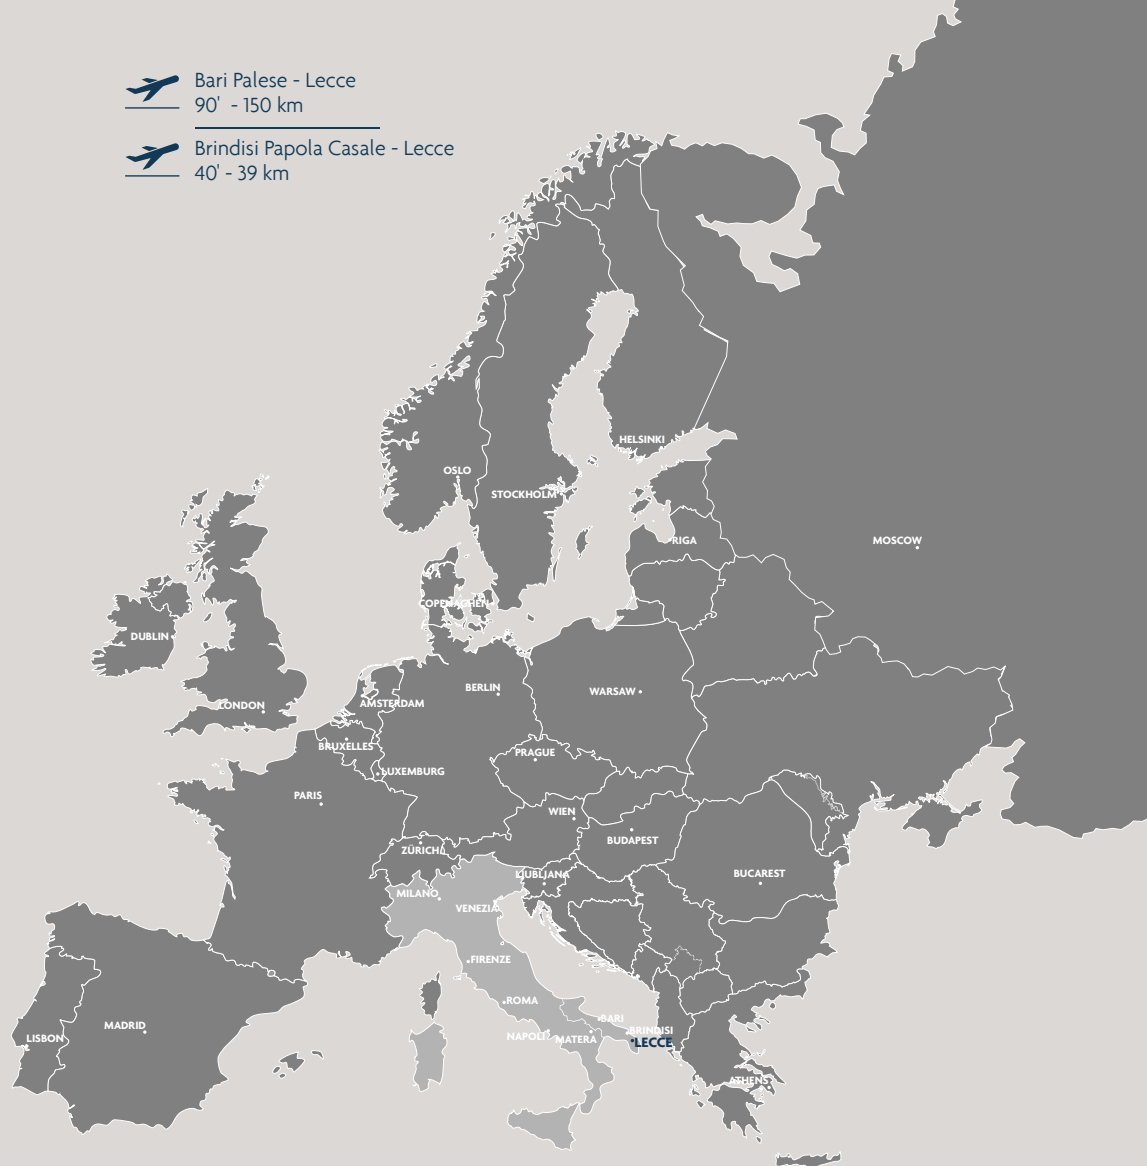 Bari Palese - Lecce
90' - 150 km
Brindisi Papola Casale - Lecce
40' - 39 km
HELSINKI
OSLO
STOCKHOLM
MOSCOW
RIGA
COPENAGHEN
DUBLIN
BERLIN
WARSAW
LONDON
AMSTERDAM
BRUXELLES
PRAGUE
LUXEMBURG
PARIS
WIEN
BUDAPEST
ZÜRICH
LJUBLJANA
BUCAREST
MILANO
VENEZIA
FIRENZE
ROMA
BARI
MADRID
BRINDISI
NAPOLI
MATERA
LISBON
LECCE
ATHENS